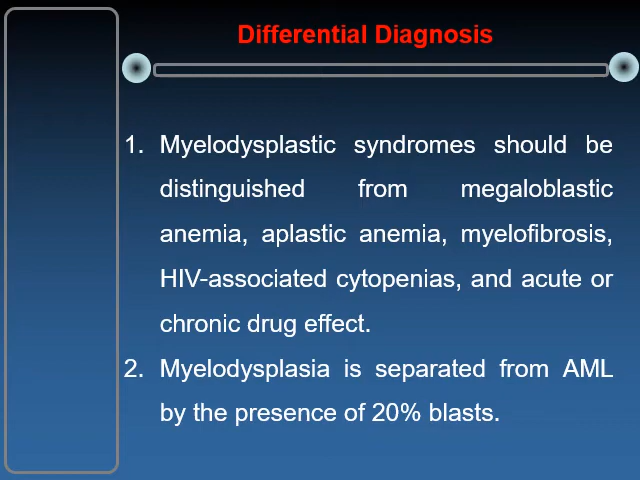 Differential Diagnosis
1. Myelodysplastic syndromes should be
distinguished from megaloblastic
anemia, aplastic anemia, myelofibrosis,
HIV-associated cytopenias, and acute or
chronic drug effect.
2. Myelodysplasia is separated from AML
by the presence of 20% blasts.